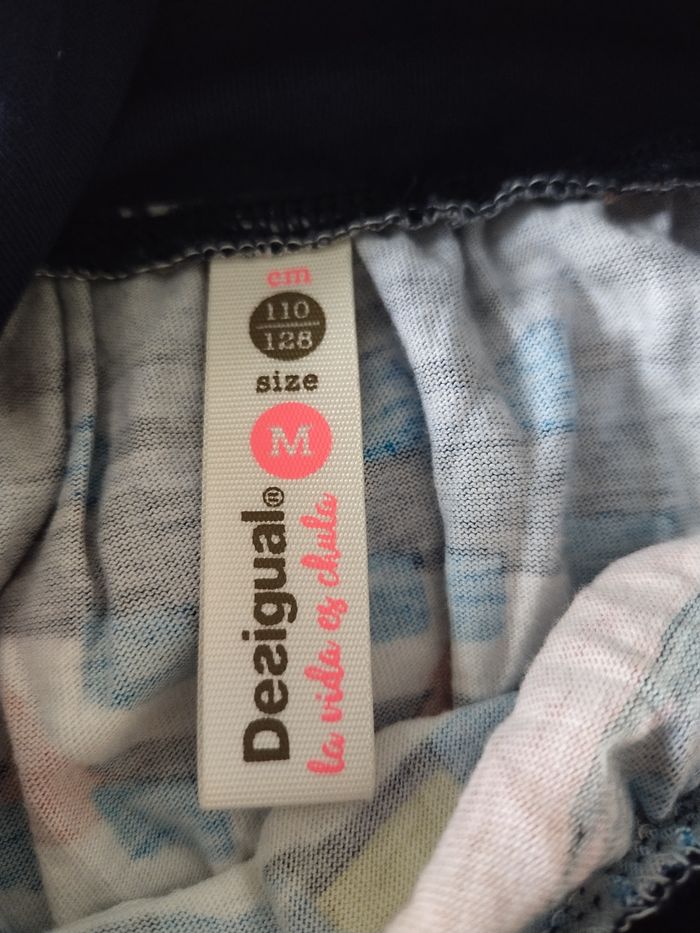 cm
110
128
size
M
Desigual®
la vida es chula